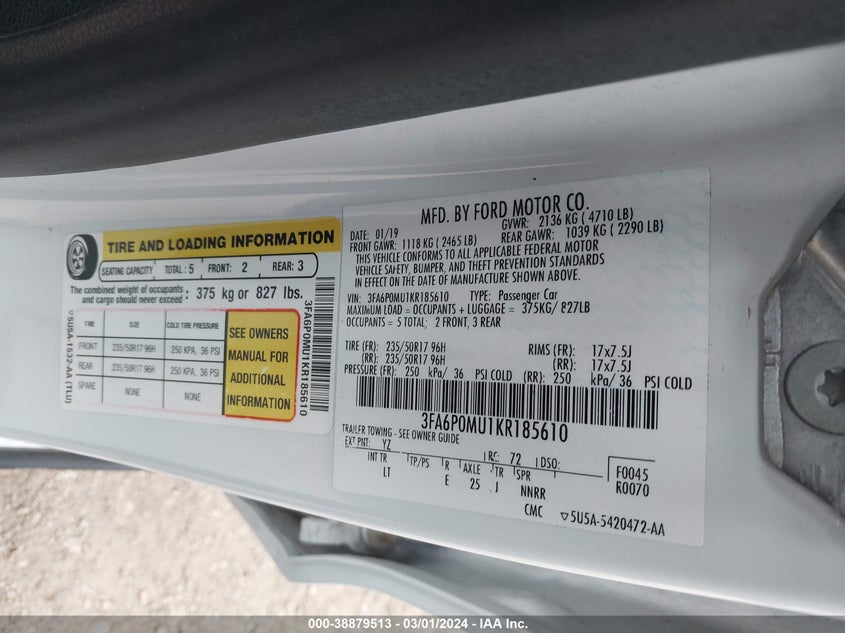 TIRE AND LOADING INFORMATION
SEATING CAPACITY TOTAL: 5 FRONT: 2 REAR: 3
The combined weight of occupants and cargo should never exceed: 375 kg or 827 lbs.
TIRE SIZE COLD TIRE PRESSURE
FRONT 235/50R17 96H 250 KPA, 36 PSI
REAR 235/50R17 96H 250 KPA, 36 PSI
SPARE NONE NONE
SEE OWNERS
MANUAL FOR
ADDITIONAL
INFORMATION
5U5A-1532-AA (TLU)
3FA6P0MU1KR185610
MFD. BY FORD MOTOR CO.
DATE: 01/19 GVWR: 2136 KG ( 4710 LB)
FRONT GAWR: 1118 KG ( 2465 LB) REAR GAWR: 1039 KG ( 2290 LB)
THIS VEHICLE CONFORMS TO ALL APPLICABLE FEDERAL MOTOR
VEHICLE SAFETY, BUMPER, AND THEFT PREVENTION STANDARDS
IN EFFECT ON THE DATE OF MANUFACTURE SHOWN ABOVE.
VIN: 3FA6P0MU1KR185610 TYPE: Passenger Car
MAXIMUM LOAD = OCCUPANTS + LUGGAGE = 375KG/ 827LB
OCCUPANTS = 5 TOTAL; 2 FRONT, 3 REAR
TIRE (FR): 235/50R17 96H RIMS (FR): 17x7.5J
(RR): 235/50R17 96H (RR): 17x7.5J
PRESSURE (FR): 250 kPa/ 36 PSI COLD (RR): 250 kPa/ 36 PSI COLD
3FA6P0MU1KR185610
TRAILER TOWING - SEE OWNER GUIDE
EXT PNT: YZ RC: 72 DSO: F0045
INT TR TP/PS R AXLE TR SPR R0070
LT E 25 J NNRR
CMC 5U5A-5420472-AA
000-38879513 - 03/01/2024 - IAA Inc.